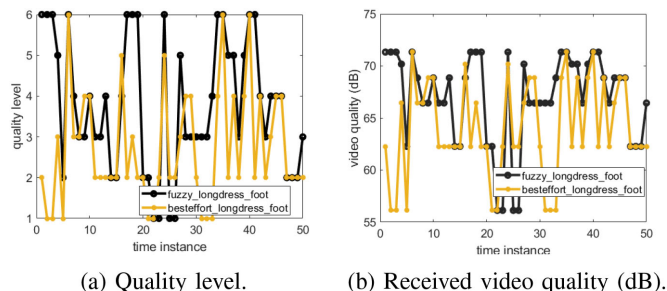 6
5
4
3
2
1
quality level
0 10 20 30 40 50
time instance
fuzzy_longdress_foot
besteffort_longdress_foot
(a) Quality level.
75
70
65
60
55
video quality (dB)
0 10 20 30 40 50
time instance
fuzzy_longdress_foot
besteffort_longdress_foot
(b) Received video quality (dB).